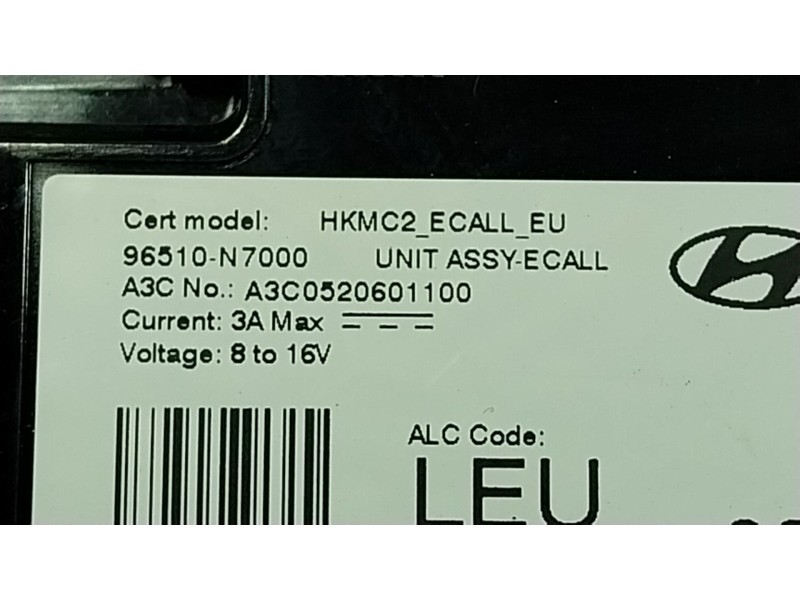 Cert model: HKMC2_ECALL_EU
96510-N7000 UNIT ASSY-ECALL
A3C No.: A3C0520601100
Current: 3A Max
Voltage: 8 to 16V
ALC Code:
LEU